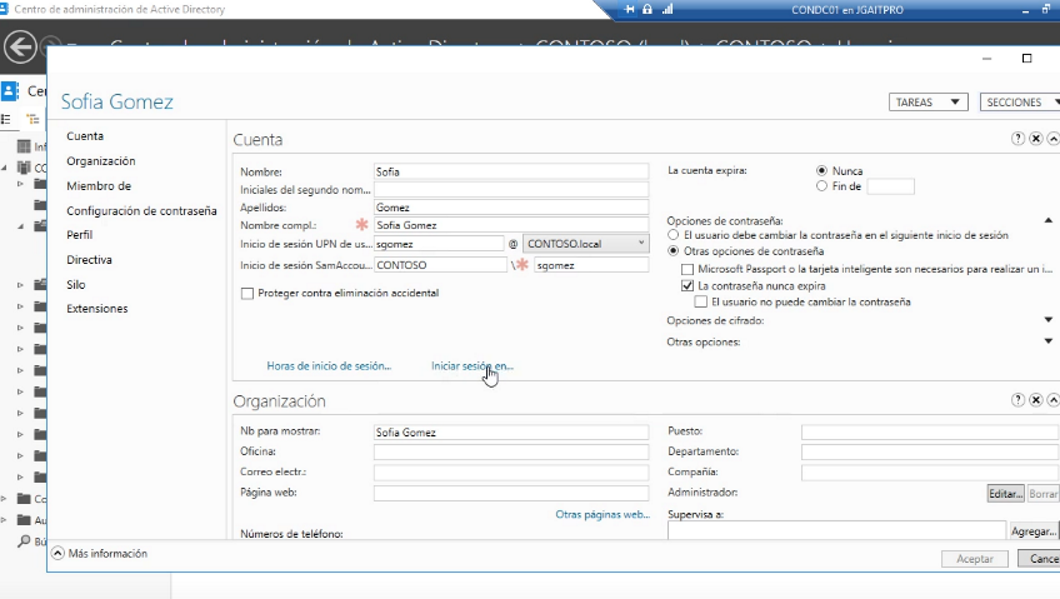 Centro de administración de Active Directory
CONDC01 en JGAITPRO
Sofia Gomez
TAREAS
SECCIONES
Cuenta
Organización
Miembro de
Configuración de contraseña
Perfil
Directiva
Silo
Extensiones
Cuenta
Nombre: Sofia
Iniciales del segundo nom...
Apellidos: Gomez
Nombre compl.: * Sofia Gomez
Inicio de sesión UPN de us... sgomez @ CONTOSO.local
Inicio de sesión SamAccou... CONTOSO \* sgomez
Proteger contra eliminación accidental
Horas de inicio de sesión... Iniciar sesión en...
La cuenta expira: Nunca
Fin de
Opciones de contraseña:
El usuario debe cambiar la contraseña en el siguiente inicio de sesión
Otras opciones de contraseña
Microsoft Passport o la tarjeta inteligente son necesarios para realizar un i...
La contraseña nunca expira
El usuario no puede cambiar la contraseña
Opciones de cifrado:
Otras opciones:
Organización
Nb para mostrar: Sofia Gomez
Oficina:
Correo electr.:
Página web:
Otras páginas web...
Números de teléfono:
Puesto:
Departamento:
Compañía:
Administrador: Editar... Borrar
Supervisa a:
Agregar...
Más información
Aceptar Cance